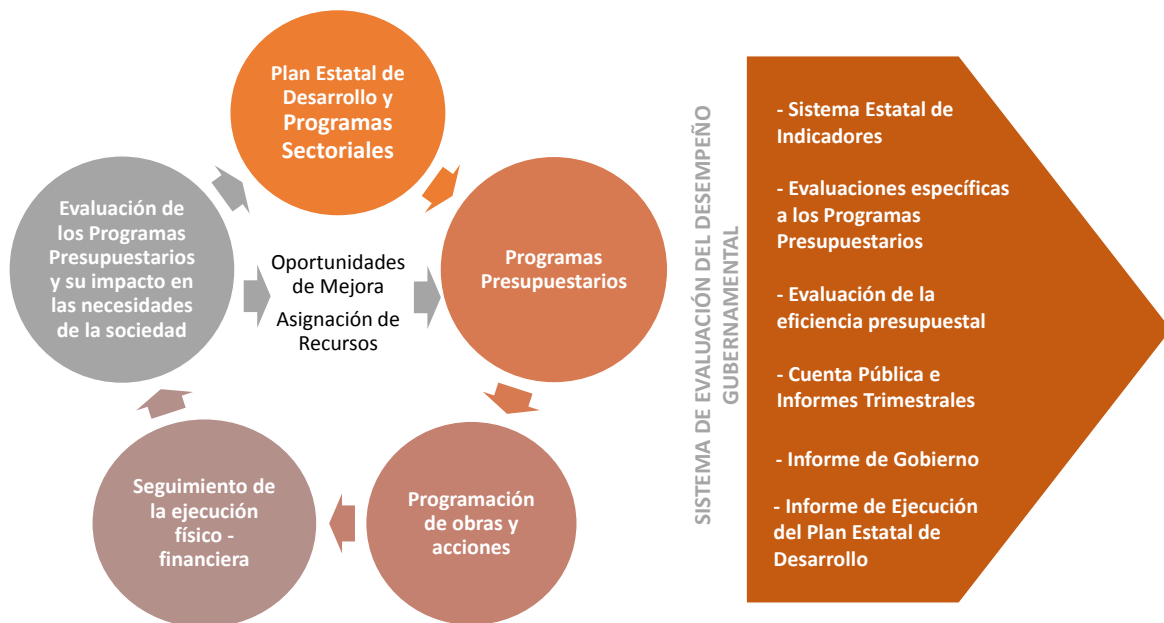 Plan Estatal de
Desarrollo y
Programas
Sectoriales
Evaluación de
los Programas
Presupuestarios
y su impacto en
las necesidades
de la sociedad
Oportunidades
de Mejora
Asignación de
Recursos
Programas
Presupuestarios
Seguimiento de
la ejecución
físico -
financiera
Programación
de obras y
acciones
SISTEMA DE EVALUACIÓN DEL DESEMPEÑO
GUBERNAMENTAL
- Sistema Estatal de
Indicadores
- Evaluaciones específicas
a los Programas
Presupuestarios
- Evaluación de la
eficiencia presupuestal
- Cuenta Pública e
Informes Trimestrales
- Informe de Gobierno
- Informe de Ejecución
del Plan Estatal de
Desarrollo